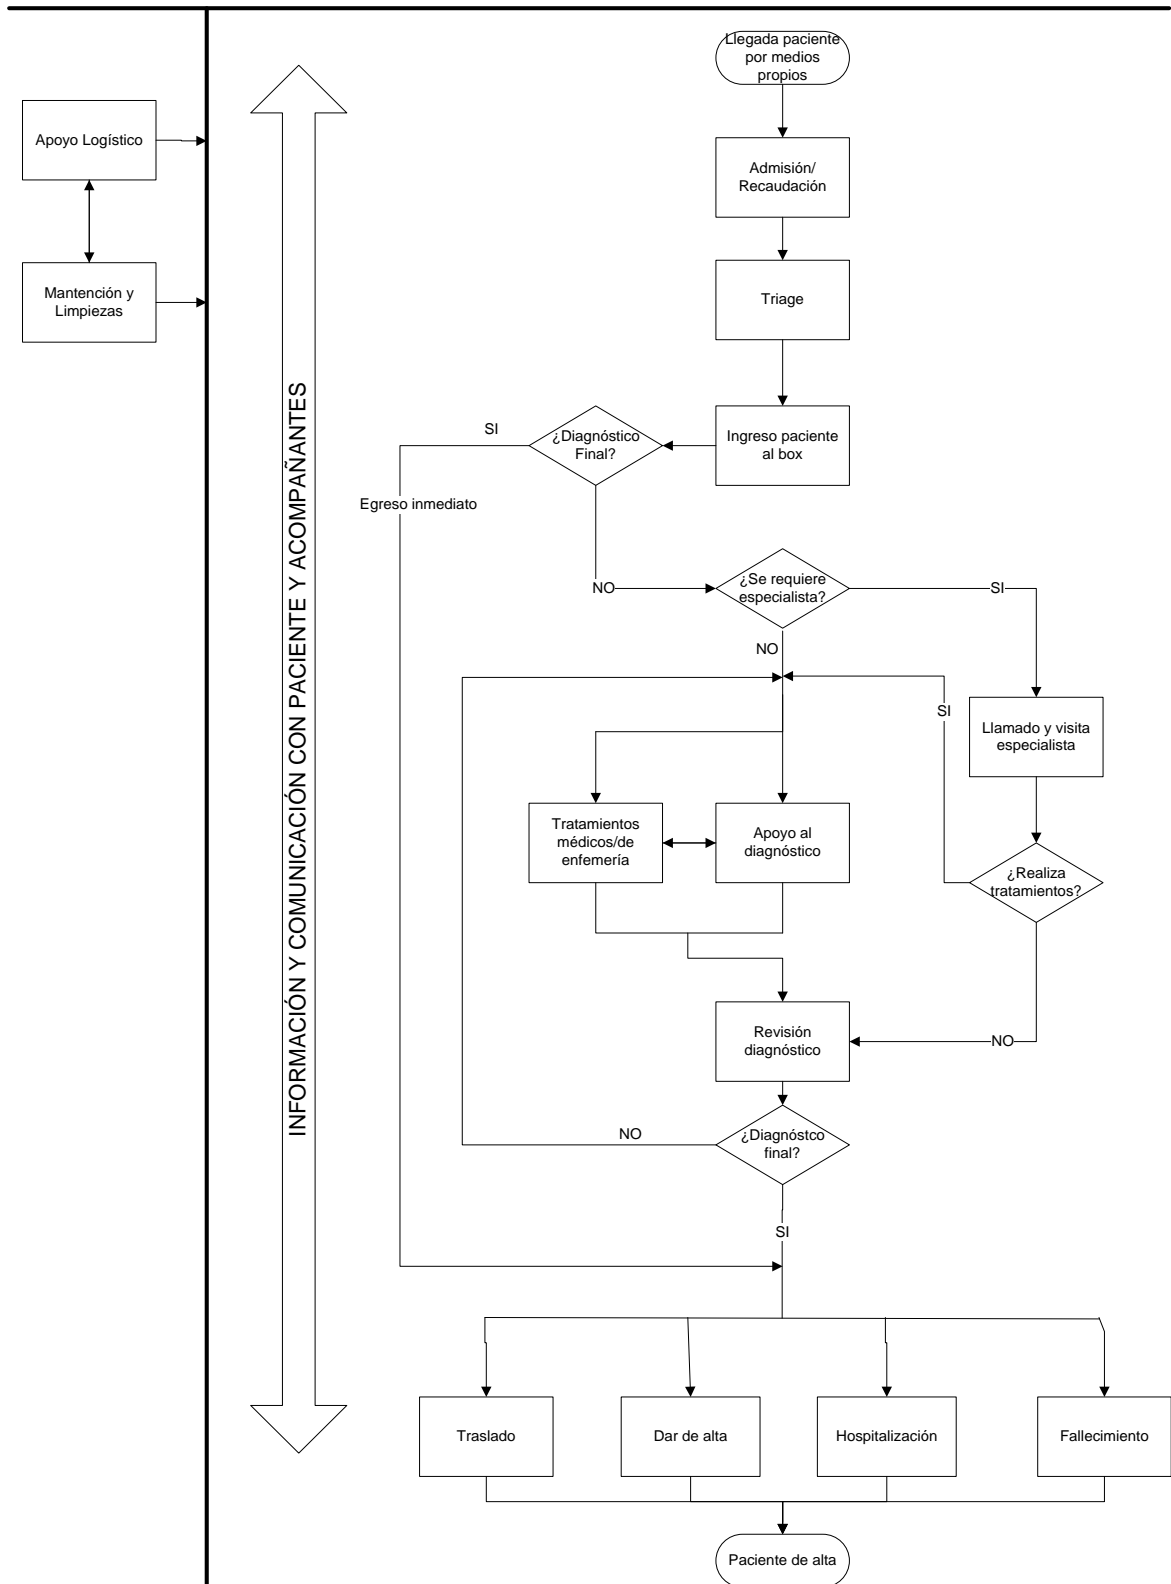 Llegada paciente
por medios
propios
Apoyo Logístico
Admisión/
Recaudación
Mantención y
Limpiezas
Triage
INFORMACIÓN Y COMUNICACIÓN CON PACIENTE Y ACOMPAÑANTES
SI
¿Diagnóstico
Final?
Ingreso paciente
al box
Egreso inmediato
NO
¿Se requiere
especialista?
SI
NO
SI
Llamado y visita
especialista
Tratamientos
médicos/de
enfemería
Apoyo al
diagnóstico
¿Realiza
tratamientos?
Revisión
diagnóstico
NO
NO
¿Diagnóstco
final?
SI
Traslado
Dar de alta
Hospitalización
Fallecimiento
Paciente de alta